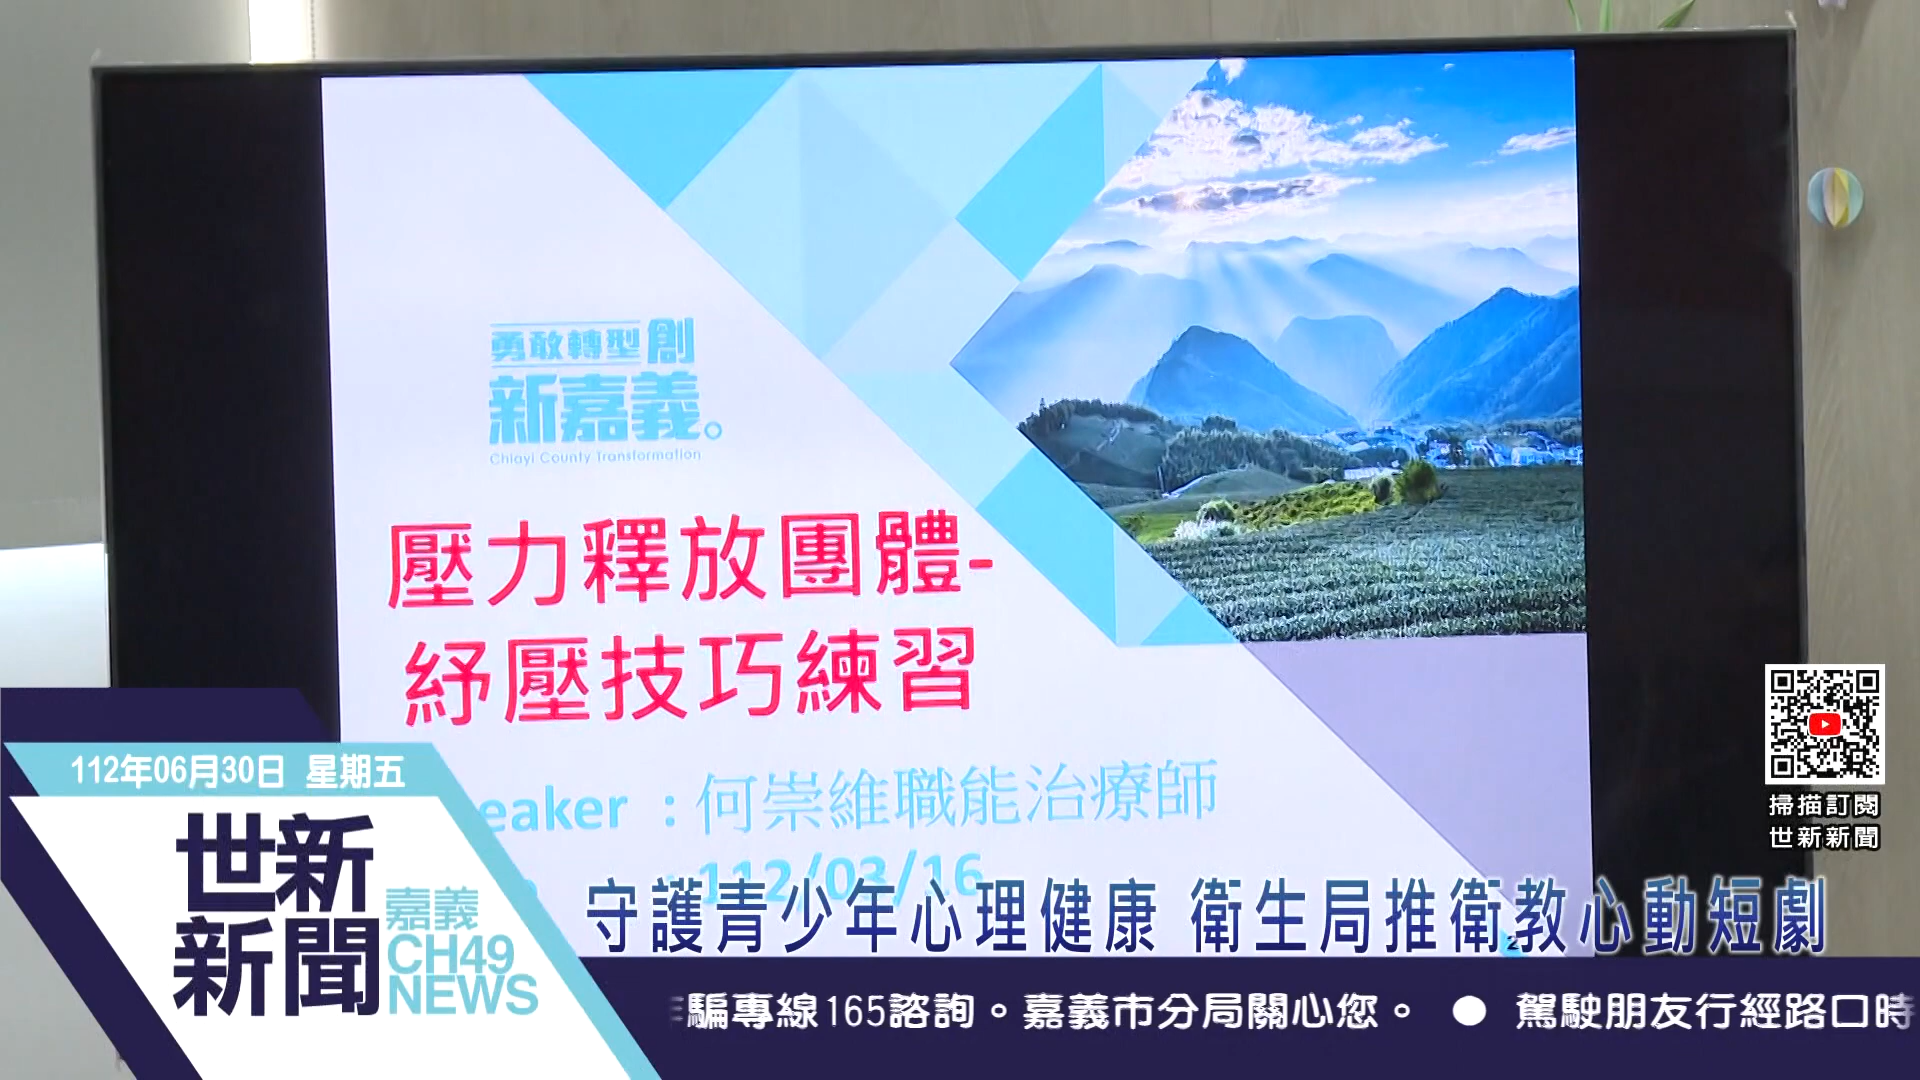 勇敢轉型創
新嘉義。
Chiayi County Transformation
壓力釋放團體-
紓壓技巧練習
eaker :何崇維職能治療師
:112/03/16
掃描訂閱
世新新聞
112年06月30日 星期五
世新
新聞
嘉義
CH49
NEWS
守護青少年心理健康 衛生局推衛教心動短劇
騙專線165諮詢。嘉義市分局關心您。 ● 駕駛朋友行經路口時